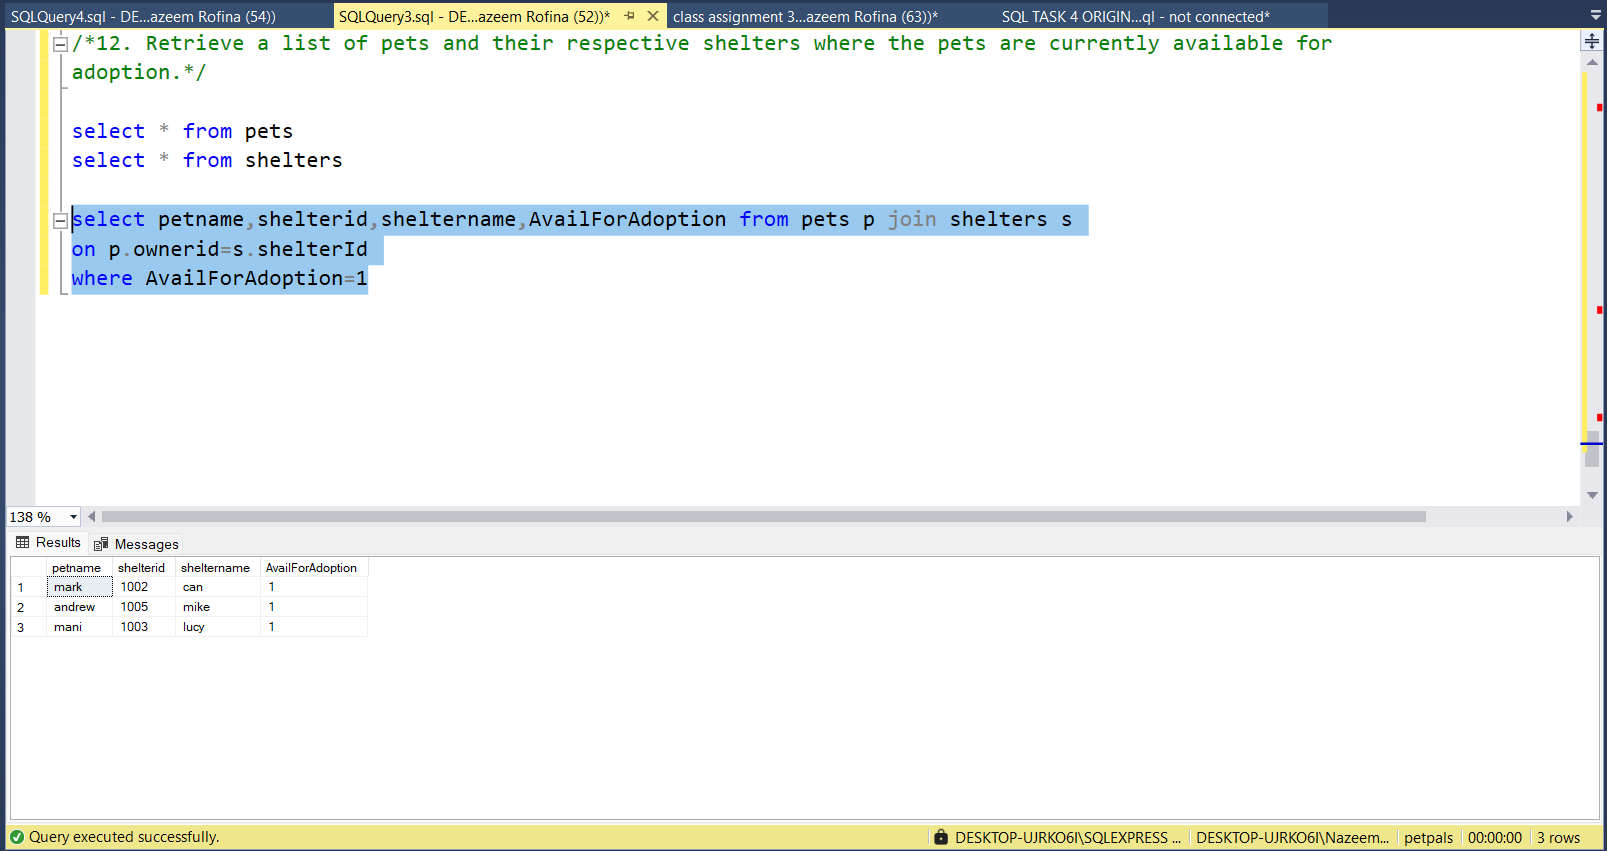 SQLQuery4.sql - DE...azeem Rofina (54))
SQLQuery3.sql - DE...azeem Rofina (52))*
class assignment 3...azeem Rofina (63))*
SQL TASK 4 ORIGIN...ql - not connected*
/*12. Retrieve a list of pets and their respective shelters where the pets are currently available for
adoption.*/
select * from pets
select * from shelters
select petname,shelterid,sheltername,AvailForAdoption from pets p join shelters s
on p.ownerid=s.shelterId
where AvailForAdoption=1
138 %
Results Messages
petname shelterid sheltername AvailForAdoption
1 mark 1002 can 1
2 andrew 1005 mike 1
3 mani 1003 lucy 1
Query executed successfully.
DESKTOP-UJRKO6I\SQLEXPRESS ...
DESKTOP-UJRKO6I\Nazeem...
petpals
00:00:00
3 rows